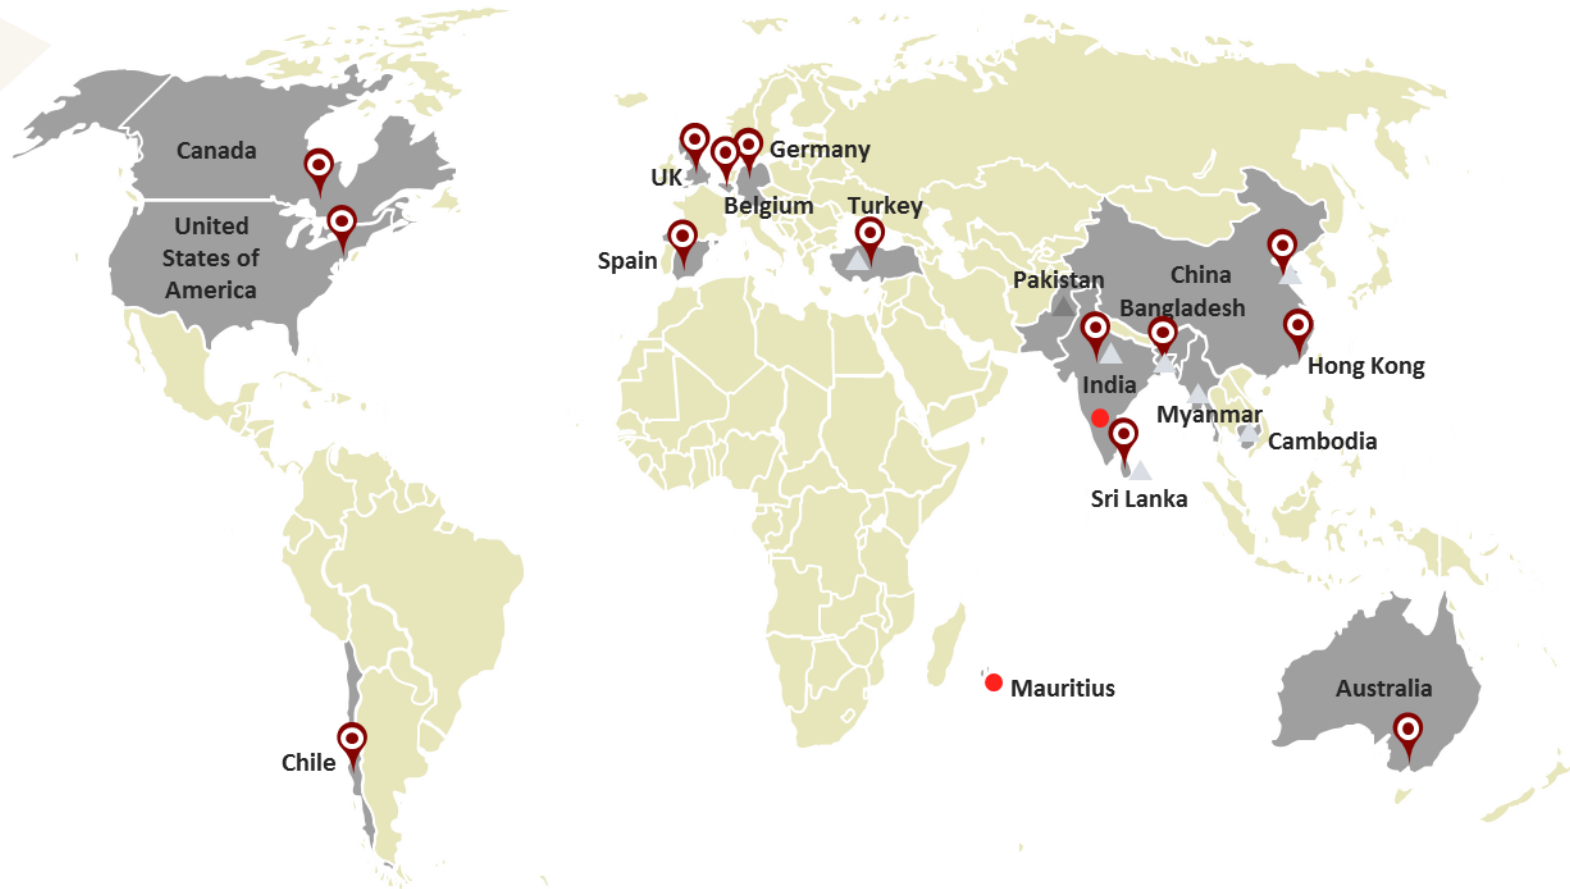 Canada
United
States of
America
Chile
UK
Germany
Belgium
Spain
Turkey
Pakistan
China
Bangladesh
India
Hong Kong
Myanmar
Cambodia
Sri Lanka
Mauritius
Australia